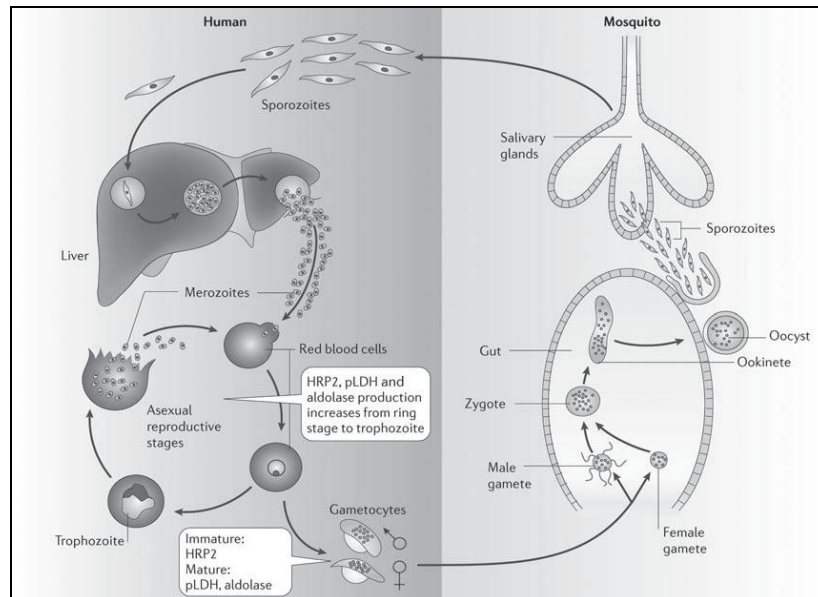 Human
Mosquito
Sporozoites
Salivary
glands
Sporozoites
Liver
Merozoites
Red blood cells
Gut
Oocyst
Ookinete
HRP2, pLDH and
aldolase production
increases from ring
stage to trophozoite
Zygote
Asexual
reproductive
stages
Male
gamete
Female
gamete
Gametocytes
Trophozoite
Immature:
HRP2
Mature:
pLDH, aldolase